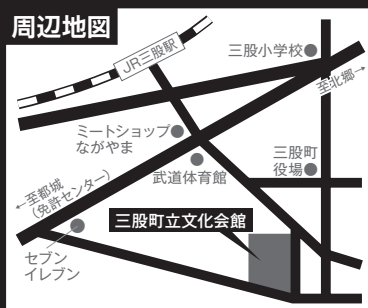 周辺地図
JR三股駅
三股小学校
至北郷
ミートショップ
ながやま
武道体育館
三股町
役場
←至都城
(免許センター)
三股町立文化会館
セブン
イレブン